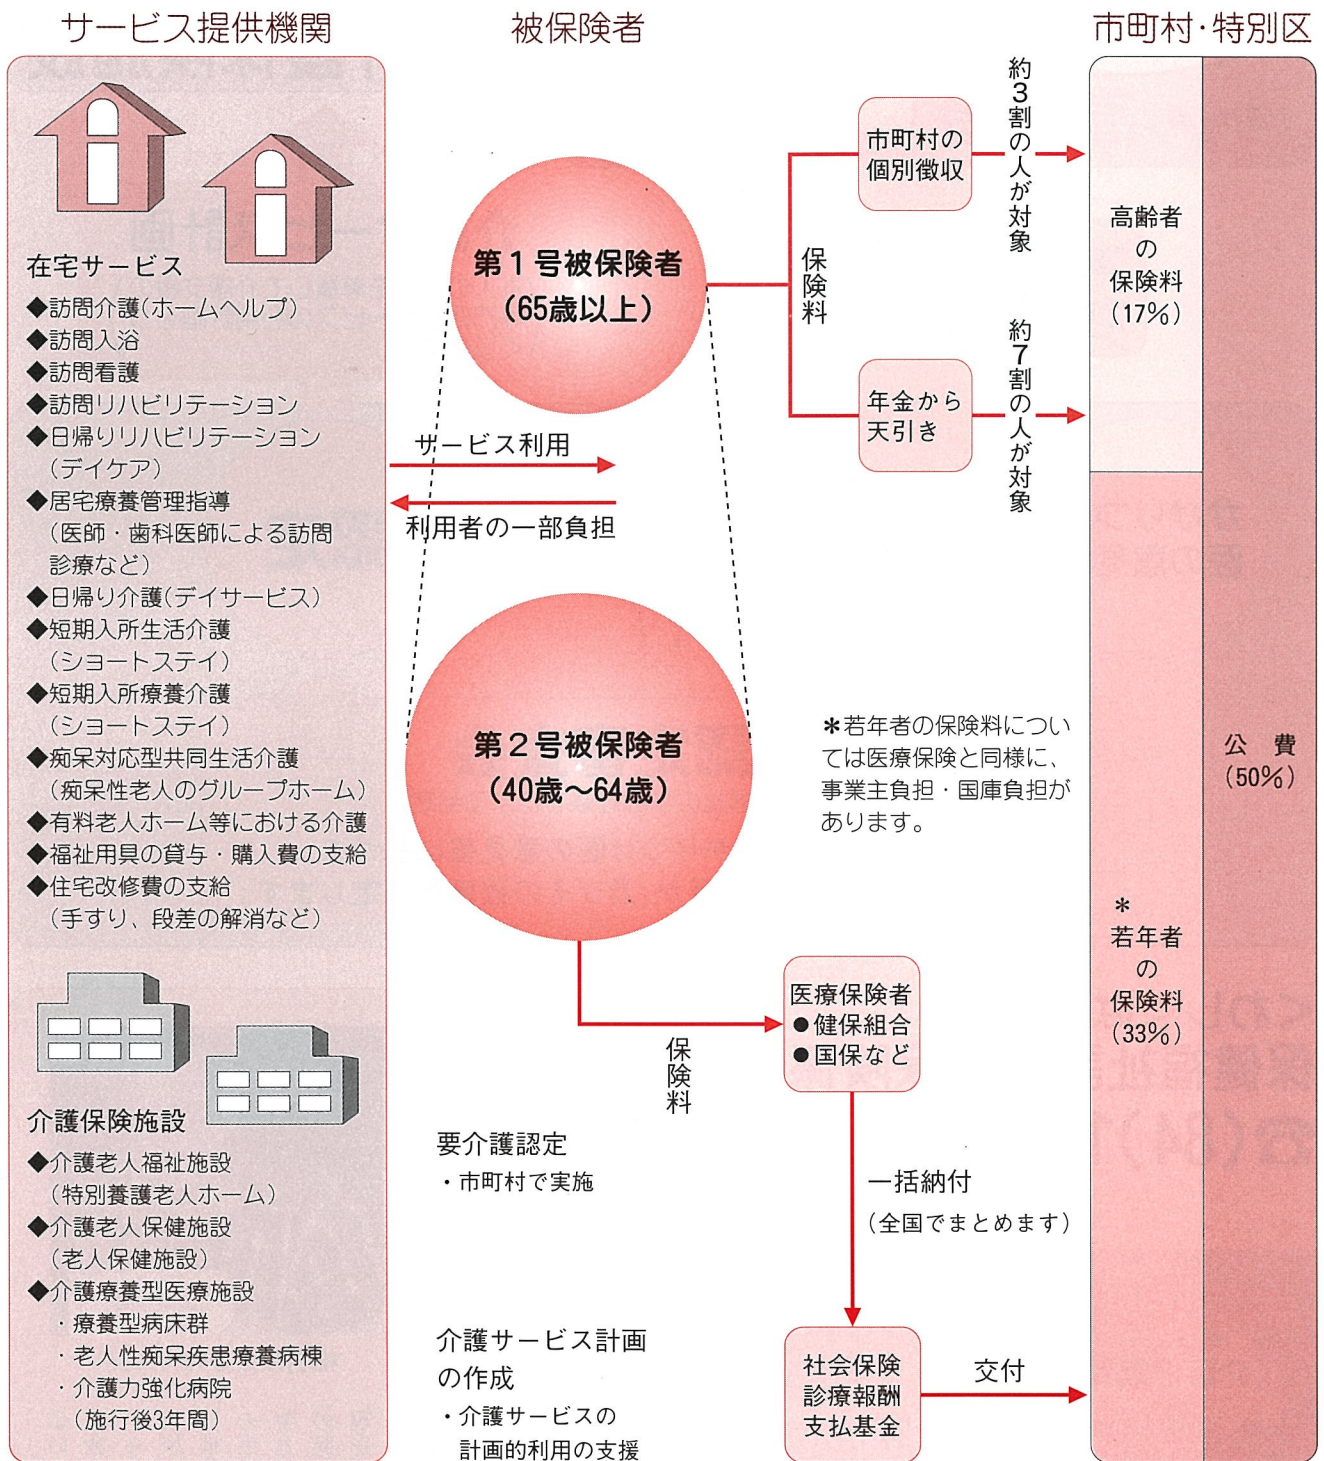 サービス提供機関
被保険者
市町村・特別区
在宅サービス
◆訪問介護(ホームヘルプ)
◆訪問入浴
◆訪問看護
◆訪問リハビリテーション
◆日帰りリハビリテーション
(デイケア)
◆居宅療養管理指導
(医師・歯科医師による訪問
診療など)
◆日帰り介護(デイサービス)
◆短期入所生活介護
(ショートステイ)
◆短期入所療養介護
(ショートステイ)
◆痴呆対応型共同生活介護
(痴呆性老人のグループホーム)
◆有料老人ホーム等における介護
◆福祉用具の貸与・購入費の支給
◆住宅改修費の支給
(手すり、段差の解消など)
介護保険施設
◆介護老人福祉施設
(特別養護老人ホーム)
◆介護老人保健施設
(老人保健施設)
◆介護療養型医療施設
・療養型病床群
・老人性痴呆疾患療養病棟
・介護力強化病院
(施行後3年間)
第1号被保険者
(65歳以上)
サービス利用
利用者の一部負担
第2号被保険者
(40歳～64歳)
保険料
市町村の
個別徴収
約3割の人が対象
年金から
天引き
約7割の人が対象
*若年者の保険料につい
ては医療保険と同様に、
事業主負担・国庫負担が
あります。
保険料
医療保険者
●健保組合
●国保など
要介護認定
・市町村で実施
一括納付
(全国でまとめます)
介護サービス計画
の作成
・介護サービスの
計画的利用の支援
社会保険
診療報酬
支払基金
交付
高齢者
の
保険料
(17%)
*
若年者
の
保険料
(33%)
公費
(50%)